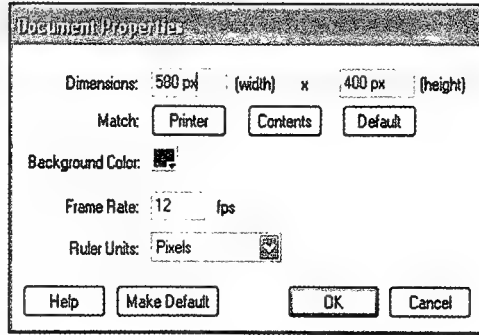 Document Properties
Dimensions: 580 px (width) x 400 px (height)
Match: Printer Contents Default
Background Color:
Frame Rate: 12 fps
Ruler Units: Pixels
Help Make Default OK Cancel